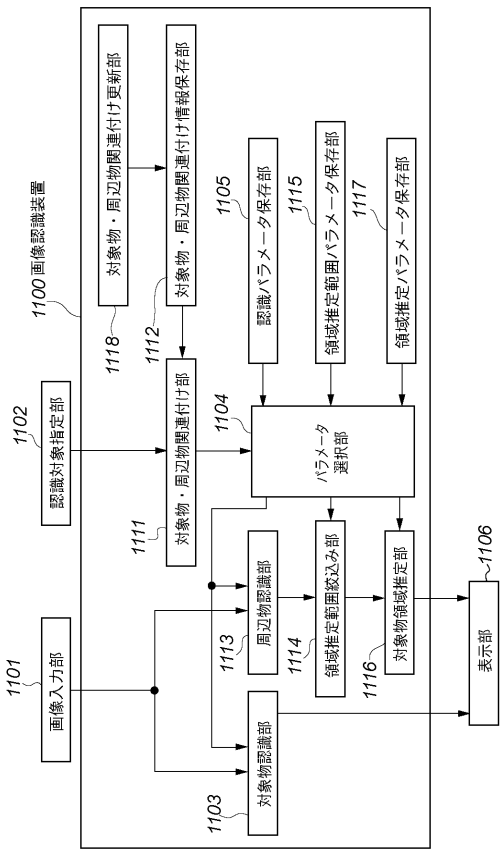 1100 画像認識装置
1101
画像入力部
1102
認識対象指定部
1118
対象物・周辺物関連付け更新部
1112
対象物・周辺物関連付け情報保存部
1111
対象物・周辺物関連付け部
1105
認識パラメータ保存部
1115
領域推定範囲パラメータ保存部
1117
領域推定パラメータ保存部
1104
パラメータ
選択部
1103
対象物認識部
1113
周辺物認識部
1114
領域推定範囲絞込み部
1116
対象物領域推定部
1106
表示部